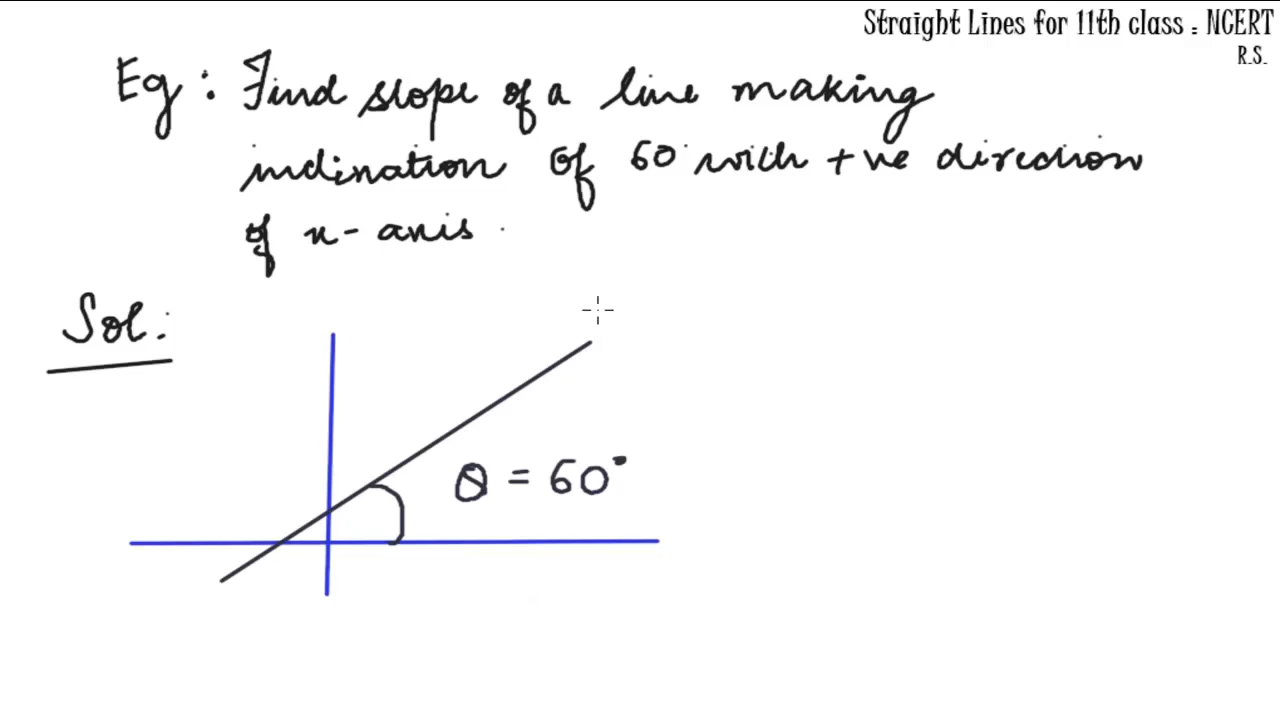 Straight Lines for 11th class : NCERT
R.S.
Eg: Find slope of a line making
inclination of 60° with +ve direction
of x-axis.
Sol:
θ = 60°